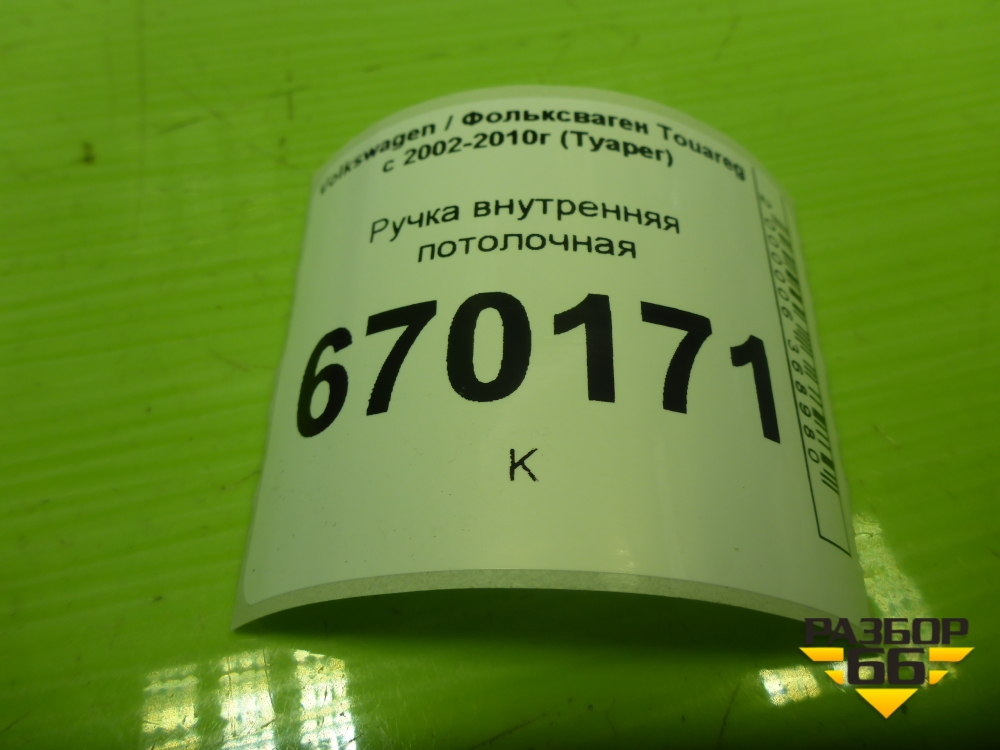 Volkswagen / Фольксваген Touareg
с 2002-2010г (Туарег)
Ручка внутренняя
потолочная
670171
К
РАЗБОР
66